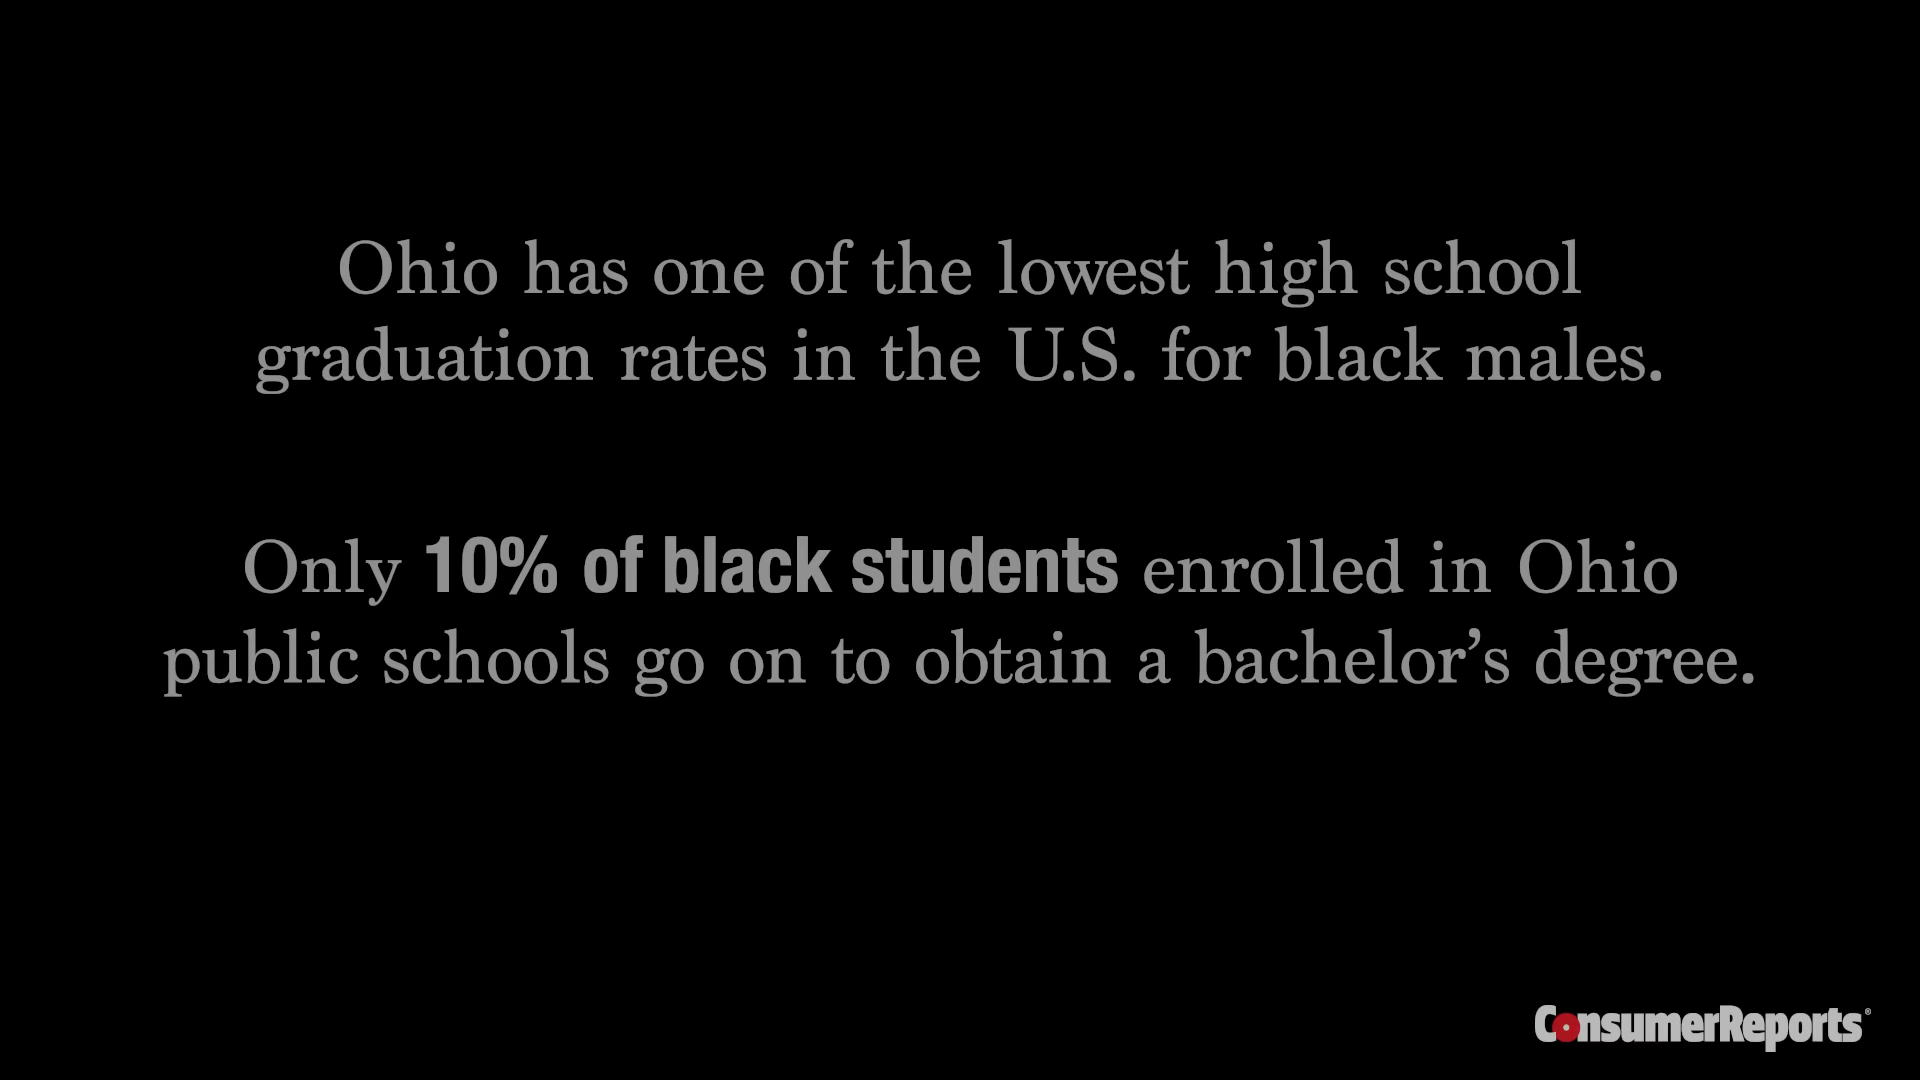 Ohio has one of the lowest high school
graduation rates in the U.S. for black males.
Only 10% of black students enrolled in Ohio
public schools go on to obtain a bachelor’s degree.
ConsumerReports®